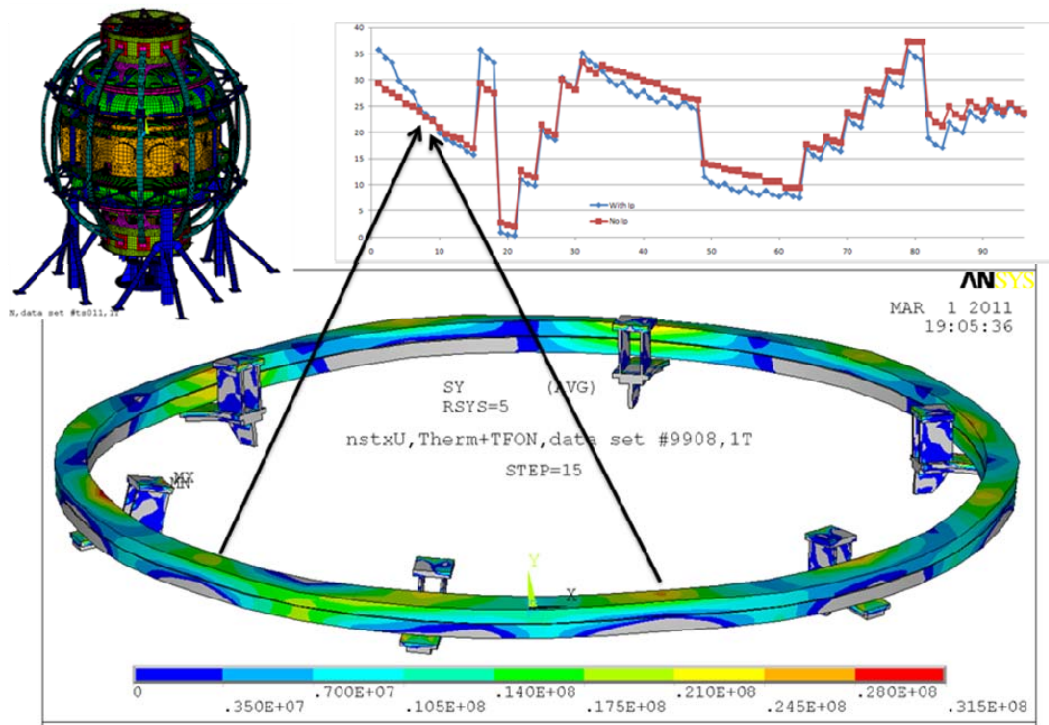 40
35
30
25
20
15
10
5
0
0 10 20 30 40 50 60 70 80 90
With Ip
No Ip
N,data set #ts011,1T
ANSYS
MAR 1 2011
19:05:36
SY (AVG)
RSYS=5
nstxU,Therm+TFON,data set #9908,1T
STEP=15
MX
MN
Y
X
0 .700E+07 .140E+08 .210E+08 .280E+08
.350E+07 .105E+08 .175E+08 .245E+08 .315E+08